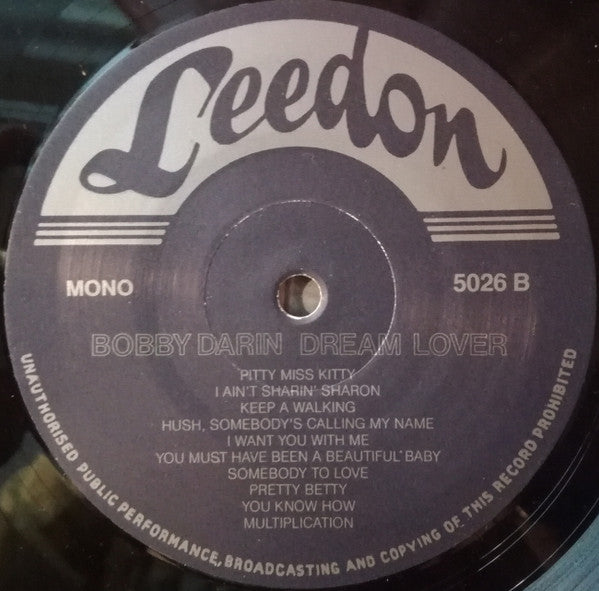 Leedon
MONO
5026 B
BOBBY DARIN DREAM LOVER
PITTY MISS KITTY
I AIN'T SHARIN' SHARON
KEEP A WALKING
HUSH, SOMEBODY'S CALLING MY NAME
I WANT YOU WITH ME
YOU MUST HAVE BEEN A BEAUTIFUL BABY
SOMEBODY TO LOVE
PRETTY BETTY
YOU KNOW HOW
MULTIPLICATION
UNAUTHORISED PUBLIC PERFORMANCE, BROADCASTING AND COPYING OF THIS RECORD PROHIBITED